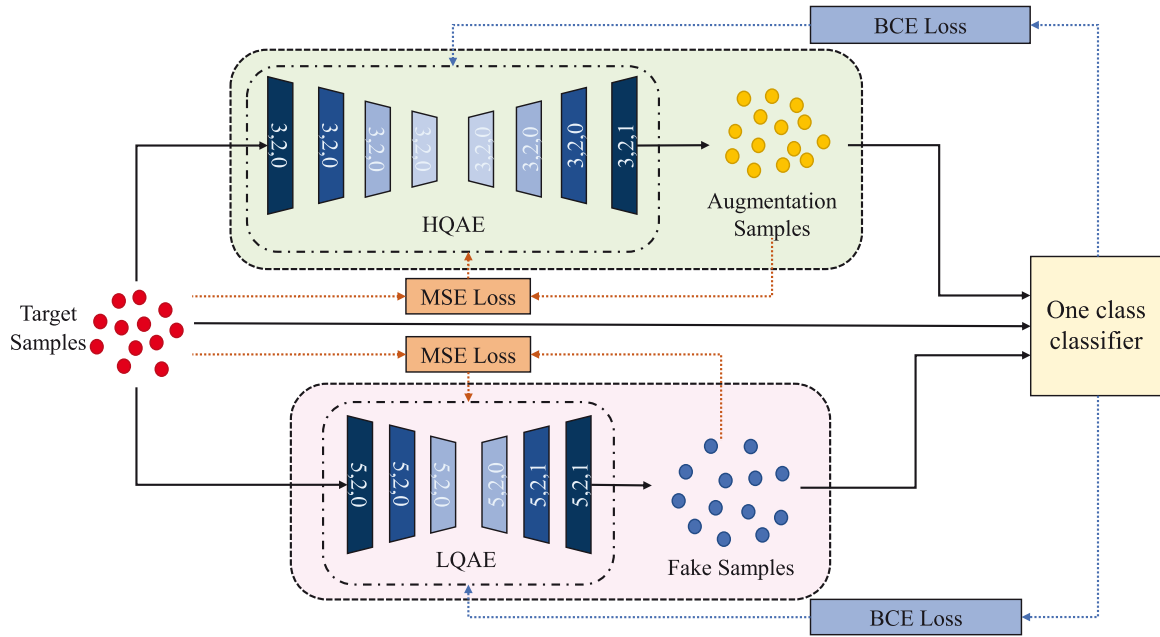 BCE Loss
3,2,0
3,2,0
3,2,0
3,2,0
3,2,0
3,2,0
3,2,0
3,2,1
HQAE
Augmentation
Samples
MSE Loss
Target
Samples
One class
classifier
MSE Loss
5,2,0
5,2,0
5,2,0
5,2,0
5,2,1
5,2,1
LQAE
Fake Samples
BCE Loss